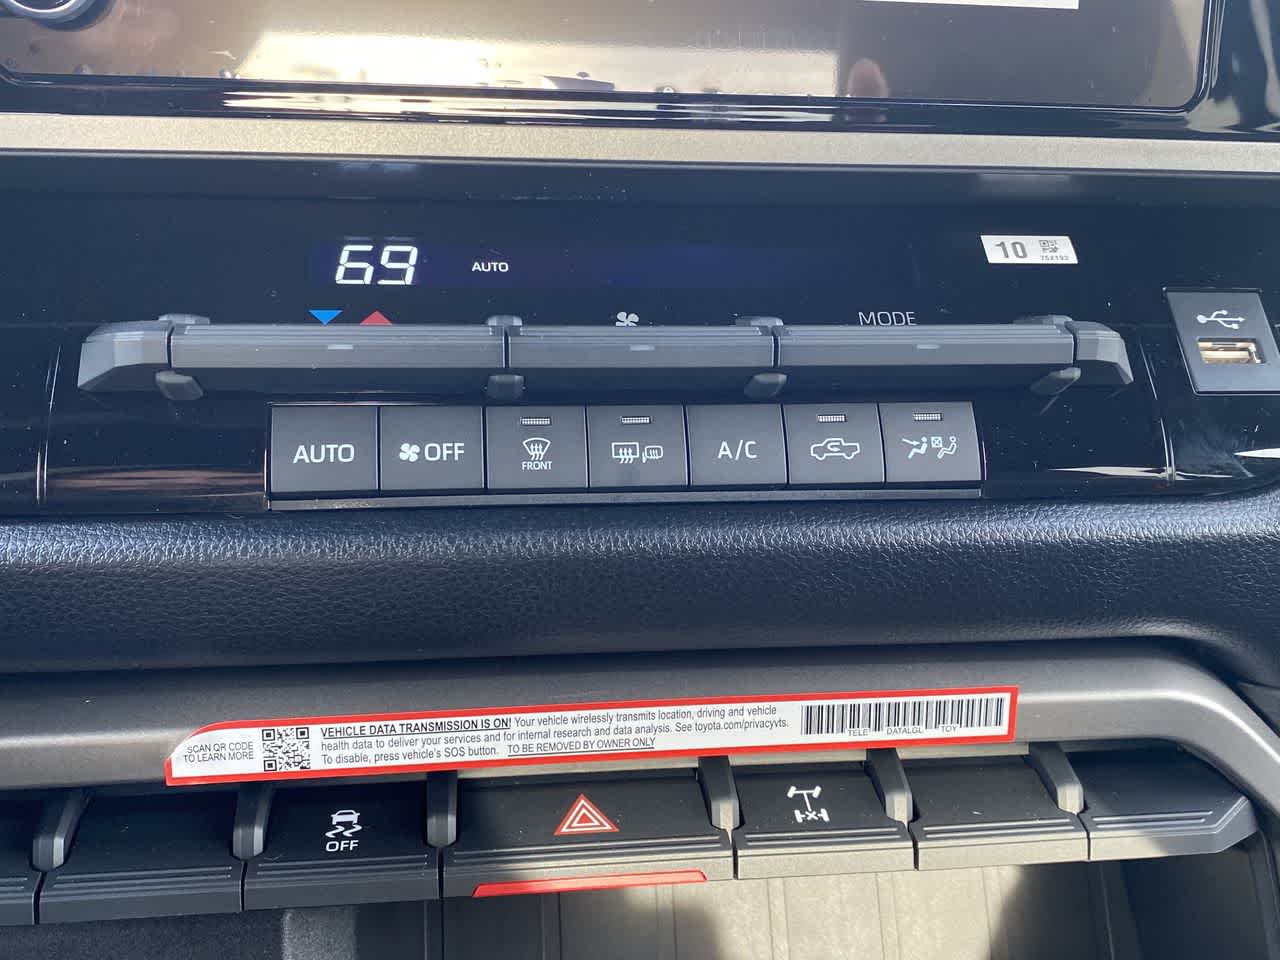 69 AUTO
10
754193
MODE
AUTO
OFF
FRONT
A/C
SCAN QR CODE
TO LEARN MORE
VEHICLE DATA TRANSMISSION IS ON! Your vehicle wirelessly transmits location, driving and vehicle
health data to deliver your services and for internal research and data analysis. See toyota.com/privacyvts.
To disable, press vehicle's SOS button. TO BE REMOVED BY OWNER ONLY
TELE DATALGL TOY
OFF